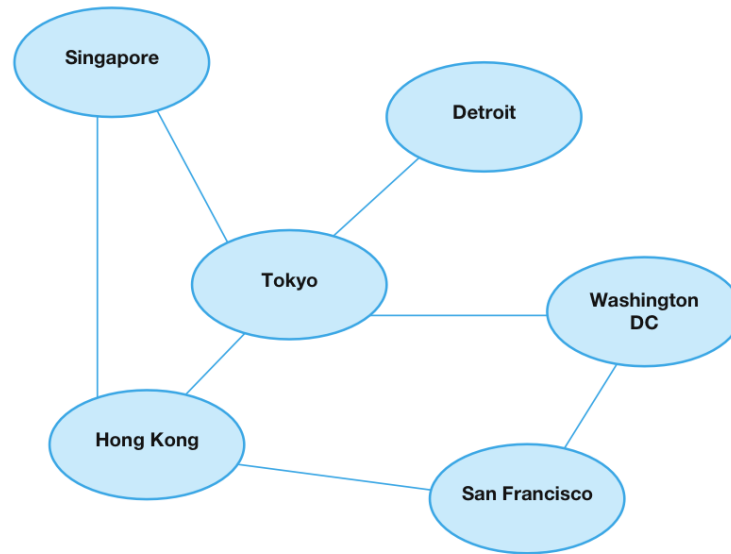 Singapore
Detroit
Tokyo
Washington
DC
Hong Kong
San Francisco